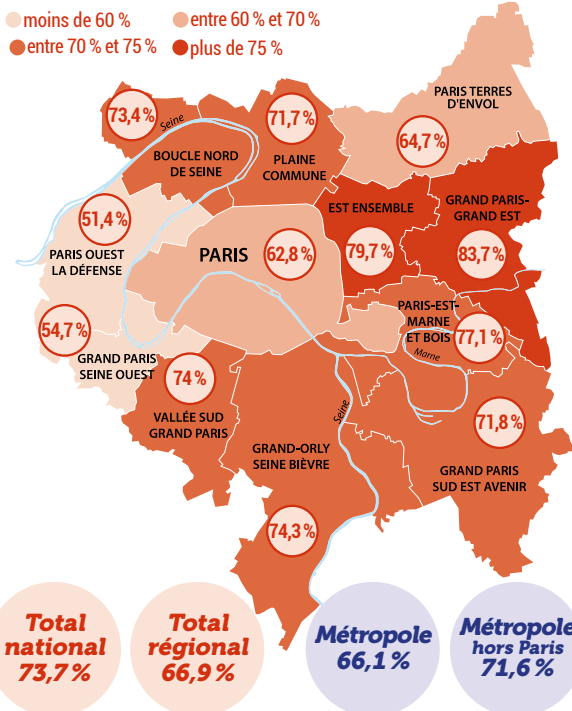 moins de 60 %
entre 60 % et 70 %
entre 70 % et 75 %
plus de 75 %
PARIS TERRES
D'ENVOL
64,7 %
73,4 %
Seine
71,7 %
BOUCLE NORD
DE SEINE
PLAINE
COMMUNE
51,4 %
PARIS OUEST
LA DÉFENSE
PARIS
62,8 %
EST ENSEMBLE
79,7 %
GRAND PARIS-
GRAND EST
83,7 %
54,7 %
GRAND PARIS
SEINE OUEST
PARIS-EST-
MARNE
ET BOIS
77,1 %
Marne
74 %
VALLÉE SUD
GRAND PARIS
Seine
71,8 %
GRAND-ORLY
SEINE BIÈVRE
GRAND PARIS
SUD EST AVENIR
74,3 %
Total
national
73,7 %
Total
régional
66,9 %
Métropole
66,1 %
Métropole
hors Paris
71,6 %